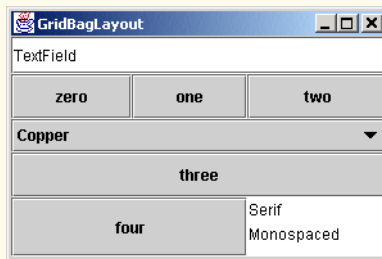 GridBagLayout
TextField
zero one two
Copper
three
four
Serif
Monospaced